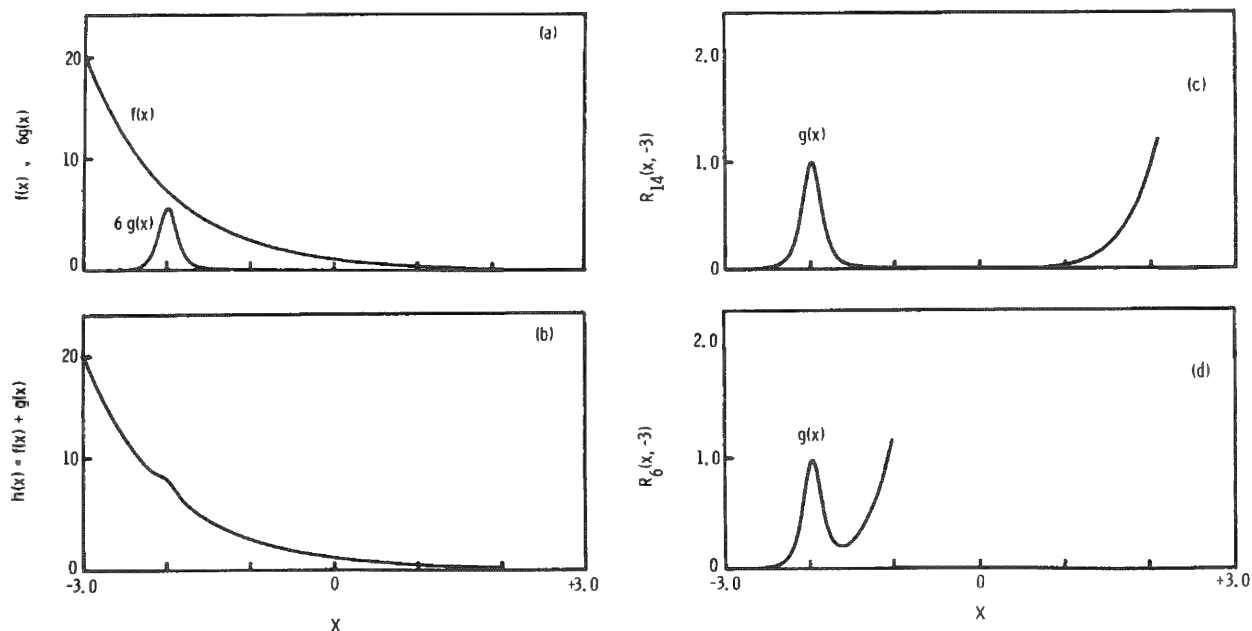 (a)
20
10
0
f(x) , 6g(x)
f(x)
6 g(x)
(b)
20
10
0
h(x) = f(x) + g(x)
-3.0
0
+3.0
X
(c)
2.0
1.0
0
R14(x, -3)
g(x)
(d)
2.0
1.0
0
R6(x, -3)
g(x)
-3.0
0
+3.0
X